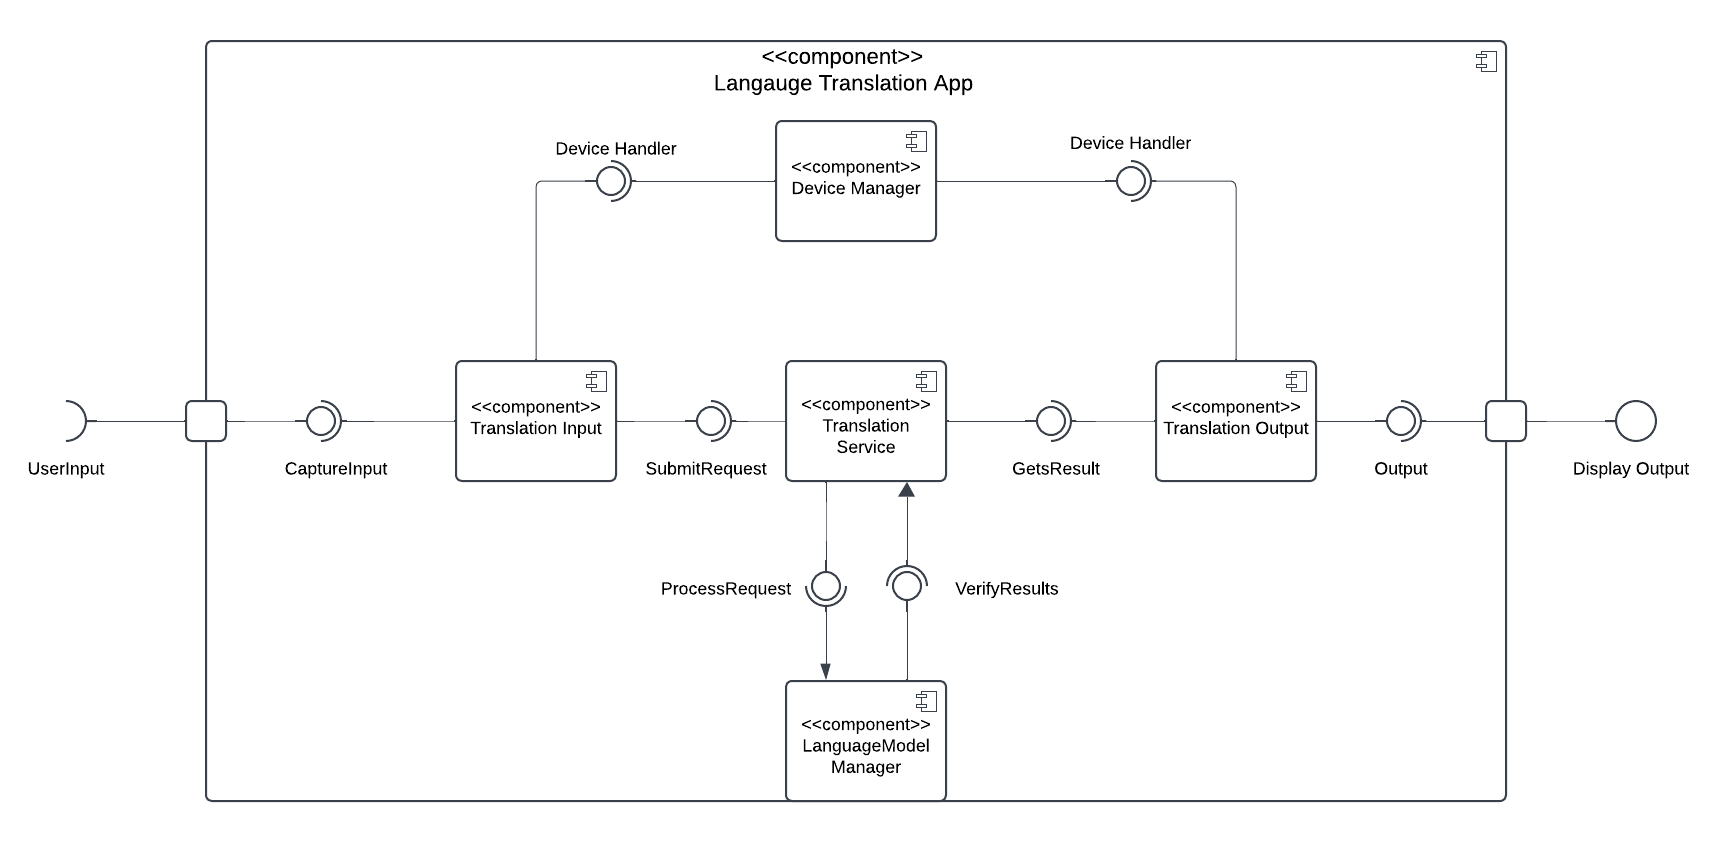 <<component>>
Langauge Translation App
Device Handler
Device Handler
<<component>>
Device Manager
<<component>>
Translation Input
<<component>>
Translation
Service
<<component>>
Translation Output
UserInput
CaptureInput
SubmitRequest
GetsResult
Output
Display Output
ProcessRequest
VerifyResults
<<component>>
LanguageModel
Manager